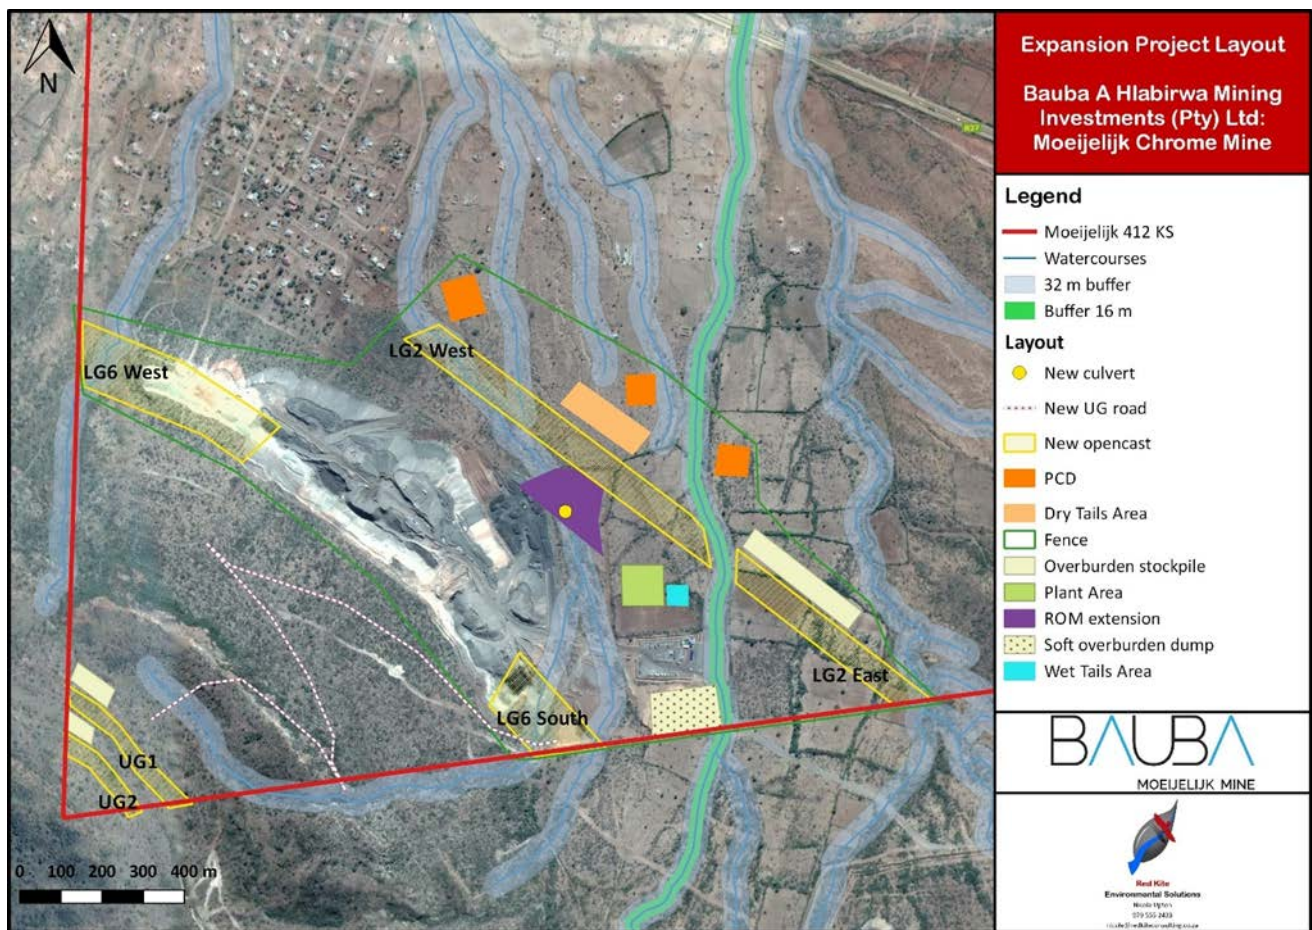 N
LG6 West
LG2 West
LG2 East
LG6 South
UG1
UG2
0 100 200 300 400 m
R37
Expansion Project Layout
Bauba A Hlabirwa Mining
Investments (Pty) Ltd:
Moeijelijk Chrome Mine
Legend
Moeijelijk 412 KS
Watercourses
32 m buffer
Buffer 16 m
Layout
New culvert
New UG road
New opencast
PCD
Dry Tails Area
Fence
Overburden stockpile
Plant Area
ROM extension
Soft overburden dump
Wet Tails Area
BAUBA
MOEIJELIJK MINE
Red Kite
Environmental Solutions
Nicole Upton